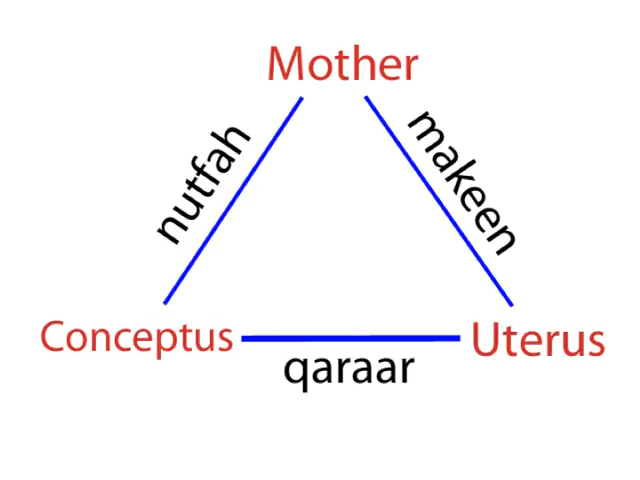 Mother
nutfah
makeen
Conceptus
Uterus
qaraar